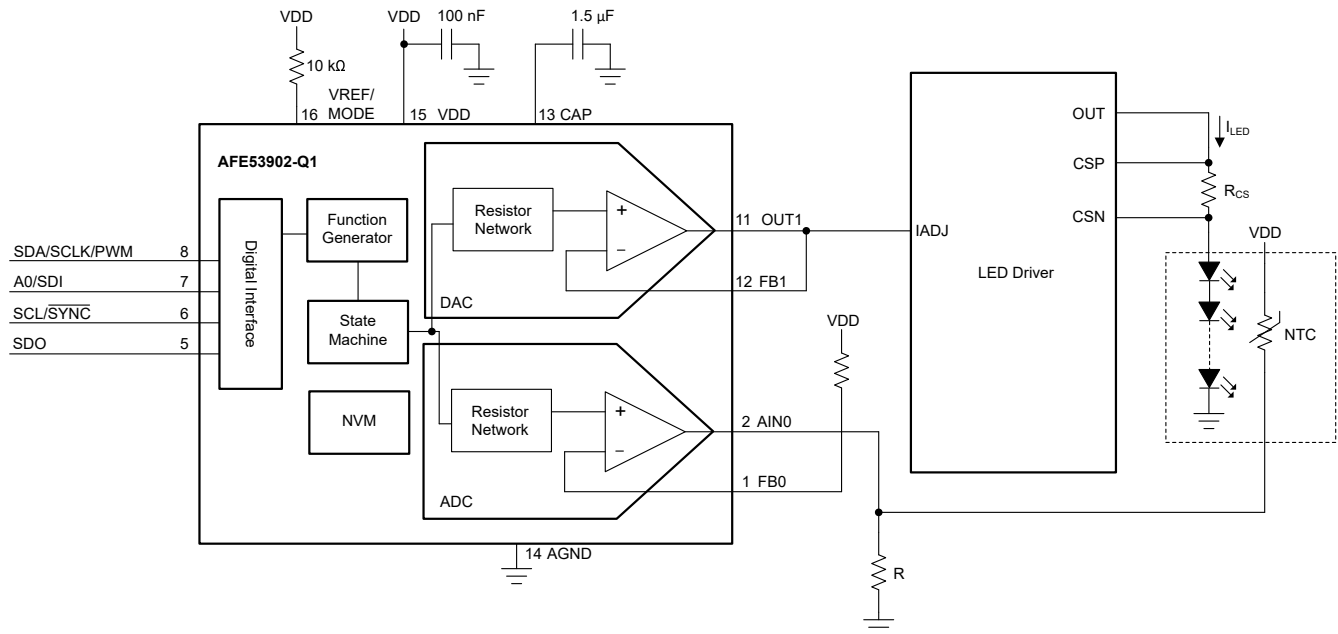 VDD
VDD
100 nF
1.5 µF
10 kΩ
VREF/
MODE
16
15 VDD
13 CAP
AFE53902-Q1
Digital Interface
Function
Generator
State
Machine
NVM
Resistor
Network
+
−
DAC
Resistor
Network
+
−
ADC
SDA/SCLK/PWM 8
A0/SDI 7
SCL/SYNC 6
SDO 5
11 OUT1
12 FB1
VDD
2 AIN0
1 FB0
14 AGND
R
IADJ
LED Driver
OUT
CSP
CSN
ILED
RCS
VDD
NTC